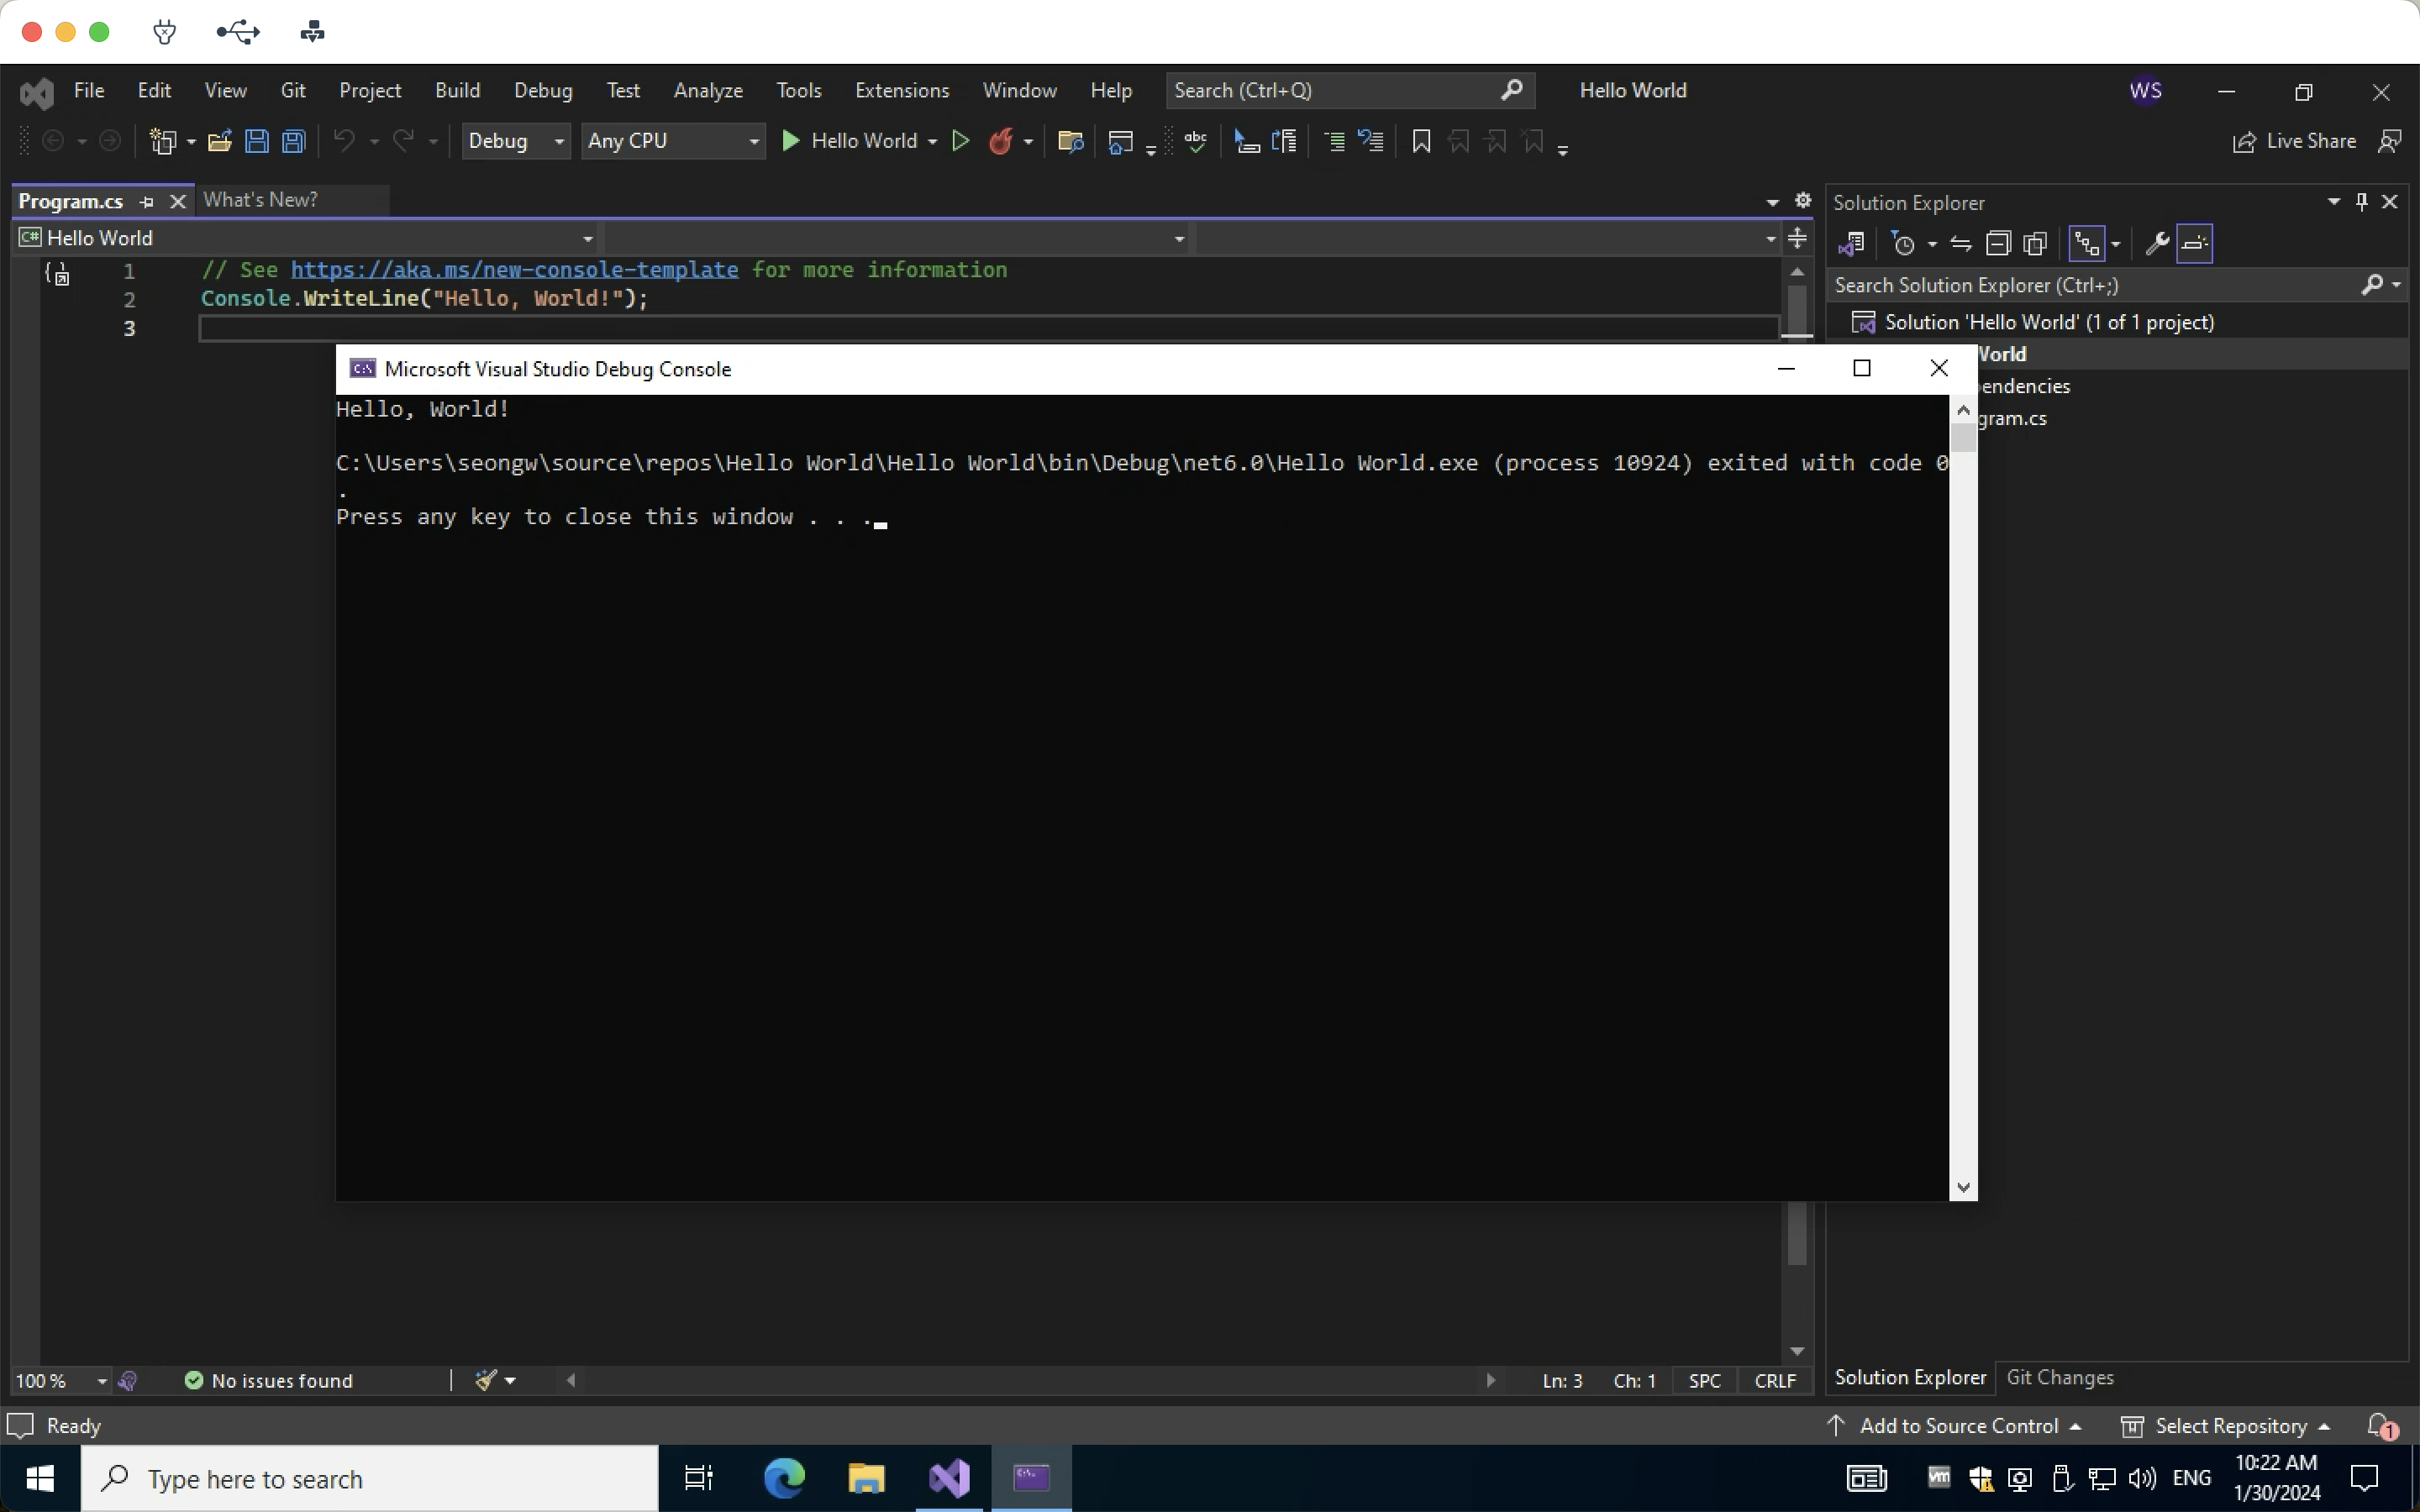 File Edit View Git Project Build Debug Test Analyze Tools Extensions Window Help Search (Ctrl+Q) Hello World WS
Debug Any CPU Hello World abc Live Share
Program.cs What's New?
C# Hello World
1 // See https://aka.ms/new-console-template for more information
2 Console.WriteLine("Hello, World!");
3
Microsoft Visual Studio Debug Console
Hello, World!
C:\Users\seongw\source\repos\Hello World\Hello World\bin\Debug\net6.0\Hello World.exe (process 10924) exited with code 0
.
Press any key to close this window . . .
Solution Explorer
Search Solution Explorer (Ctrl+;)
Solution 'Hello World' (1 of 1 project)
World
endencies
gram.cs
100 % No issues found Ln: 3 Ch: 1 SPC CRLF
Solution Explorer Git Changes
Ready Add to Source Control Select Repository 1
Type here to search vm ENG 10:22 AM
1/30/2024